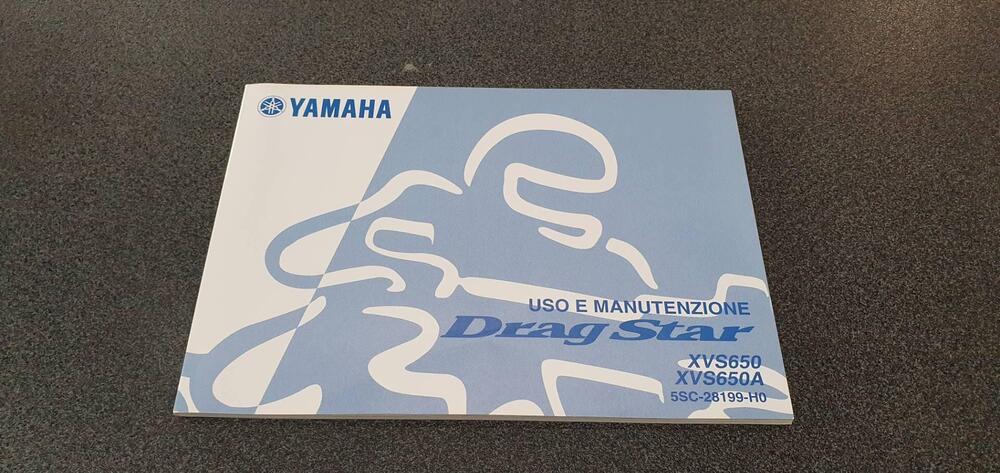 YAMAHA
USO E MANUTENZIONE
Drag Star
XVS650
XVS650A
5SC-28199-H0